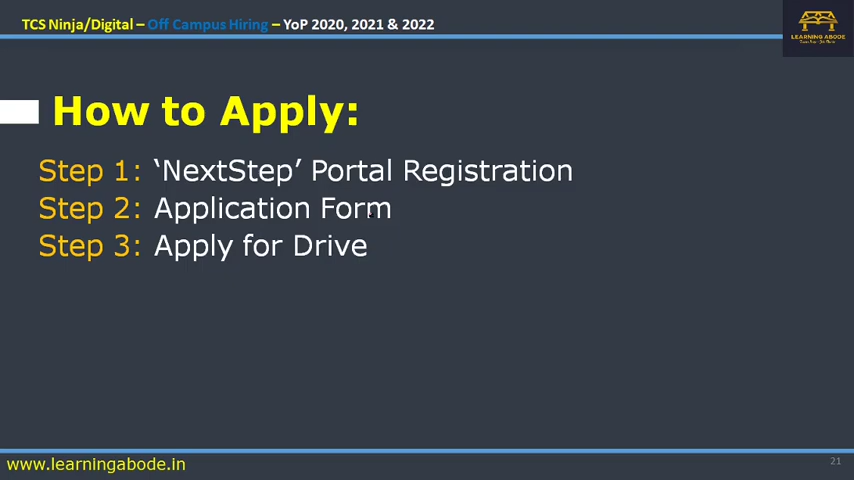 TCS Ninja/Digital – Off Campus Hiring – YoP 2020, 2021 & 2022
LEARNING ABODE
How to Apply:
Step 1: ‘NextStep’ Portal Registration
Step 2: Application Form
Step 3: Apply for Drive
www.learningabode.in
21